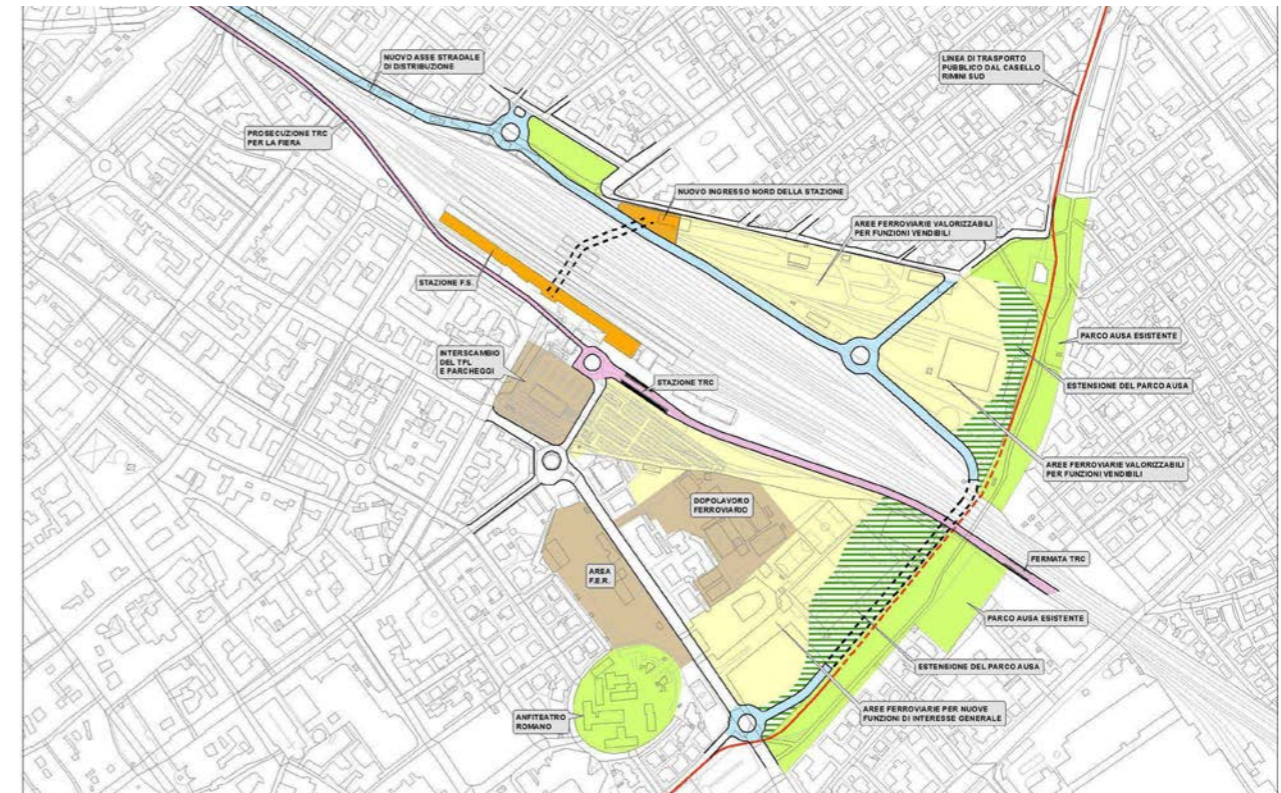 NUOVO ASSE STRADALE
DI DISTRIBUZIONE
LINEA DI TRASPORTO
PUBBLICO DAL CASELLO
RIMINI SUD
PROSECUZIONE TRC
PER LA FIERA
NUOVO INGRESSO NORD DELLA STAZIONE
AREE FERROVIARIE VALORIZZABILI
PER FUNZIONI VENDIBILI
STAZIONE F.S.
PARCO AUSA ESISTENTE
INTERSCAMBIO
DEL TPL
E PARCHEGGI
STAZIONE TRC
ESTENSIONE DEL PARCO AUSA
AREE FERROVIARIE VALORIZZABILI
PER FUNZIONI VENDIBILI
DOPOLAVORO
FERROVIARIO
FERMATA TRC
AREA
F.E.R.
PARCO AUSA ESISTENTE
ESTENSIONE DEL PARCO AUSA
ANFITEATRO
ROMANO
AREE FERROVIARIE PER NUOVE
FUNZIONI DI INTERESSE GENERALE